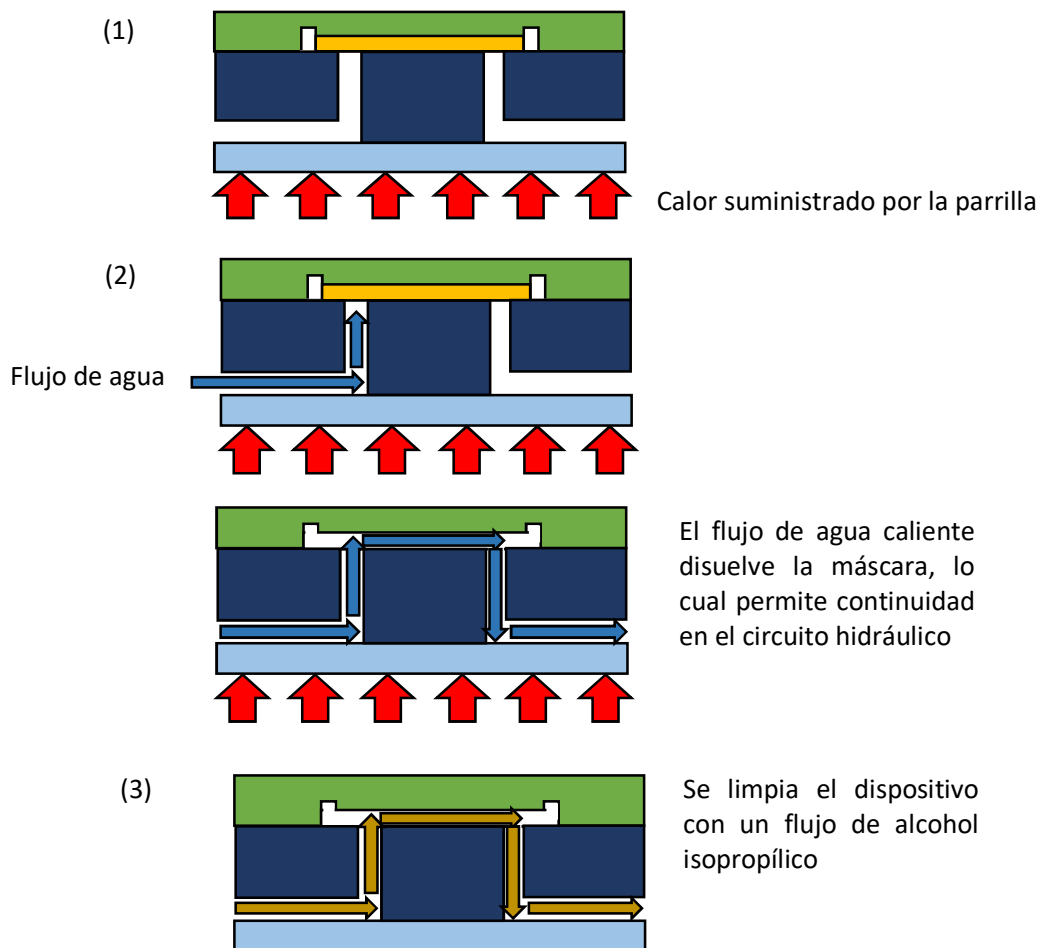 (1)
Calor suministrado por la parrilla
(2)
Flujo de agua
El flujo de agua caliente
disuelve la máscara, lo
cual permite continuidad
en el circuito hidráulico
(3)
Se limpia el dispositivo
con un flujo de alcohol
isopropílico